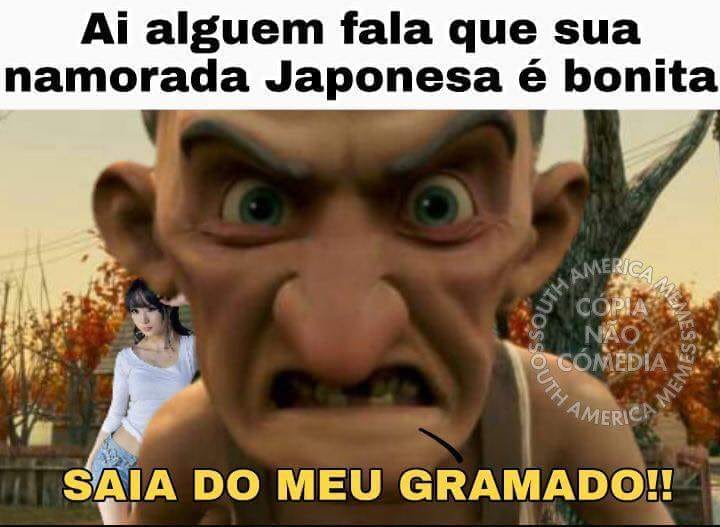 Ai alguem fala que sua
namorada Japonesa é bonita
SOUTH AMERICA MEMES
CÓPIA
NÃO
CÓMEDIA
SOUTH AMERICA MEMES
SAIA DO MEU GRAMADO!!